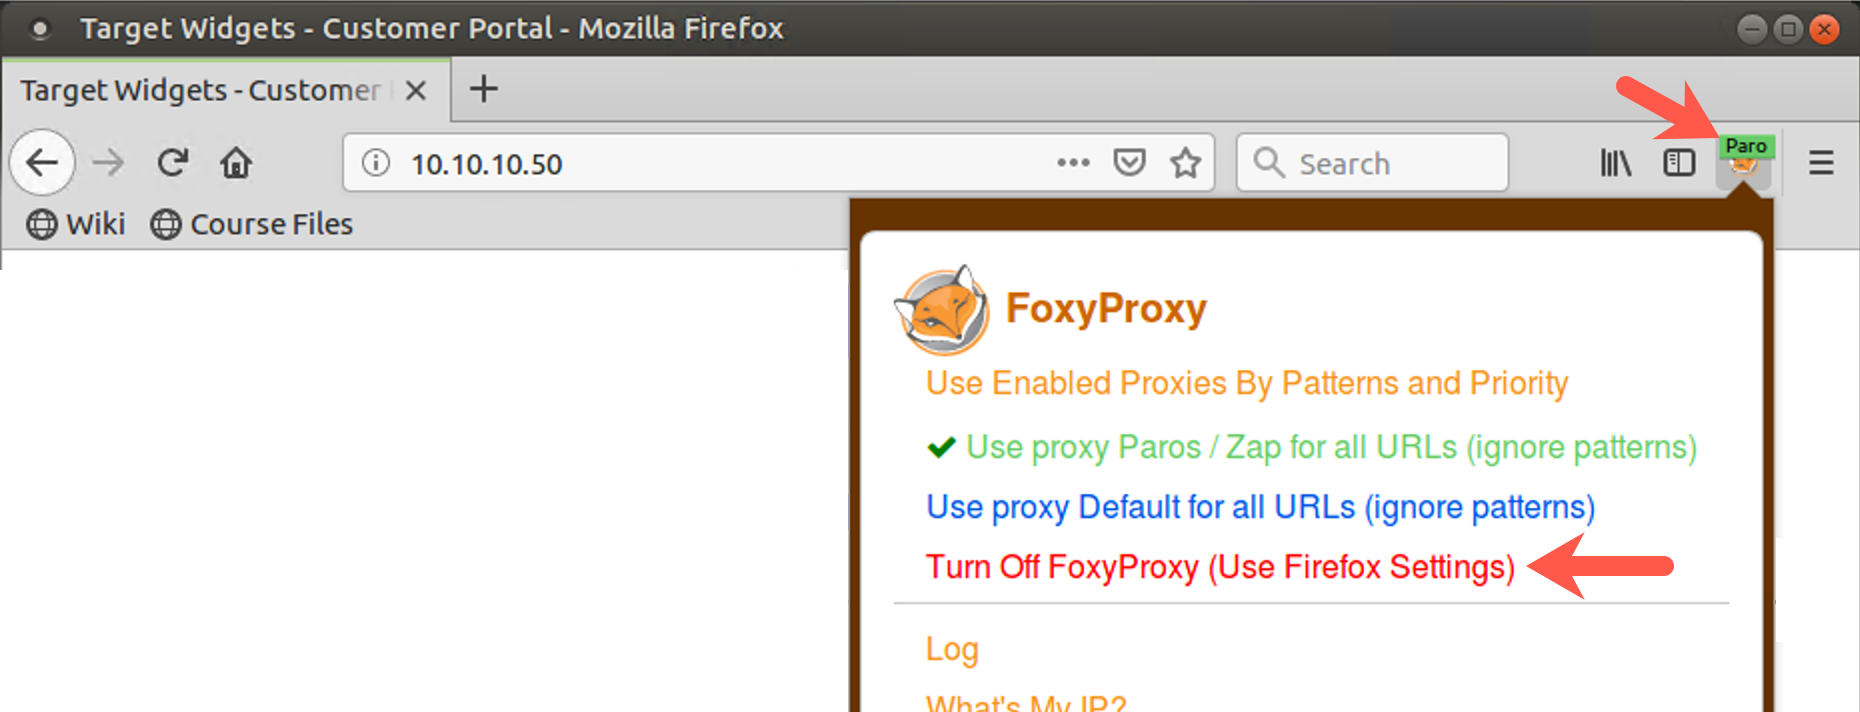 Target Widgets - Customer Portal - Mozilla Firefox
Target Widgets - Customer
10.10.10.50
Search
Paro
Wiki
Course Files
FoxyProxy
Use Enabled Proxies By Patterns and Priority
Use proxy Paros / Zap for all URLs (ignore patterns)
Use proxy Default for all URLs (ignore patterns)
Turn Off FoxyProxy (Use Firefox Settings)
Log
What's My IP?